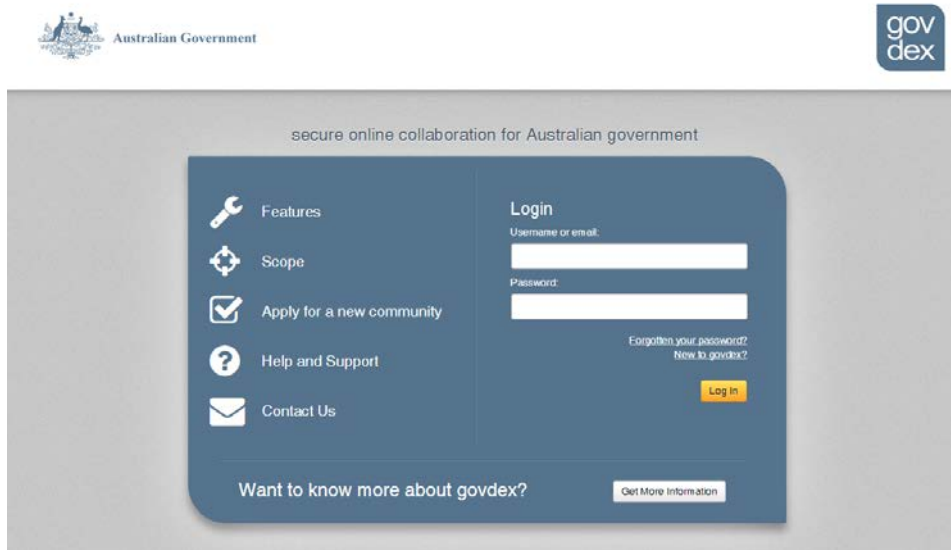 Australian Government
gov
dex
secure online collaboration for Australian government
Features
Scope
Apply for a new community
Help and Support
Contact Us
Login
Username or email:
Password:
Forgotten your password?
New to govdex?
Log In
Want to know more about govdex?
Get More Information